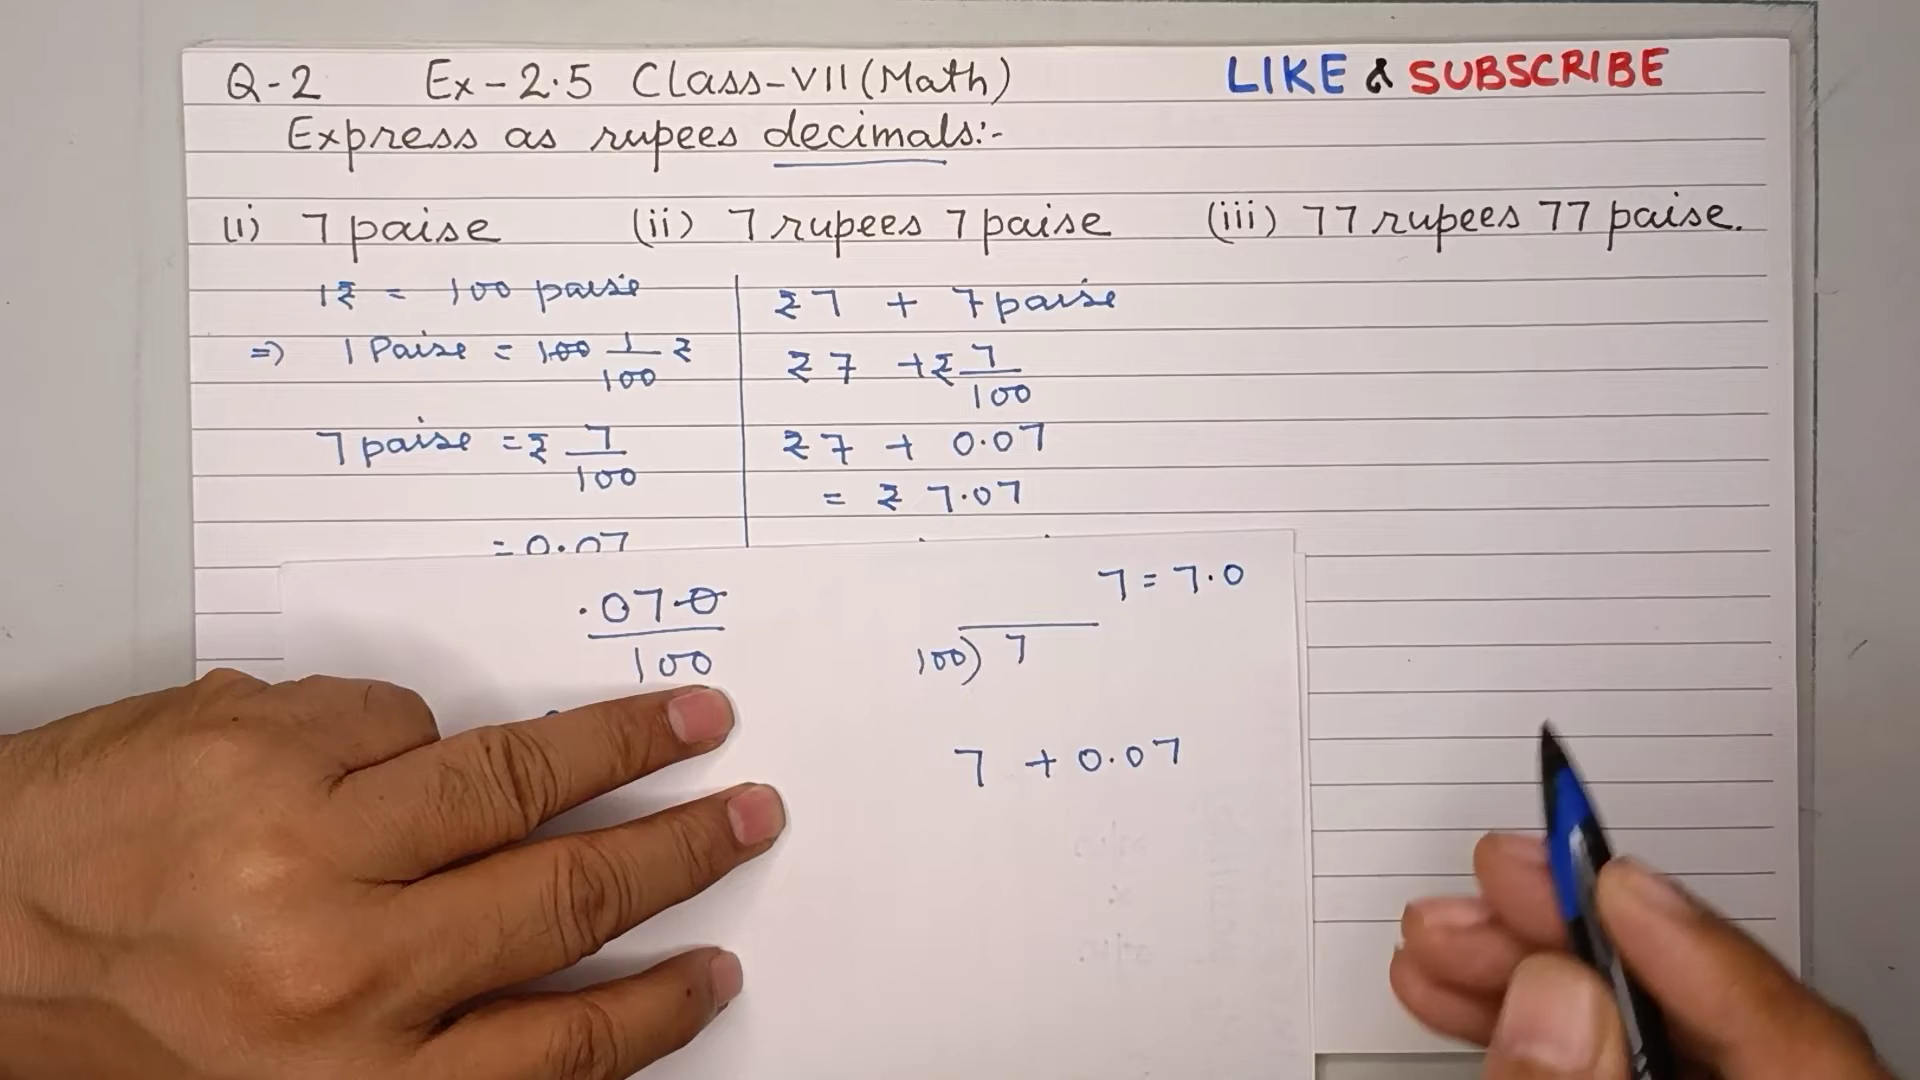 Q-2 Ex-2.5 Class-VII (Math) LIKE & SUBSCRIBE
Express as rupees decimals:-
(i) 7 paise (ii) 7 rupees 7 paise (iii) 77 rupees 77 paise.
1₹ = 100 paise
⇒ 1 Paise = 100 1/100 ₹
7 paise = ₹ 7/100
= 0.07
₹ 7 + 7 paise
₹ 7 + ₹ 7/100
₹ 7 + 0.07
= ₹ 7.07
.070
100
7 = 7.0
100) 7
7 + 0.07